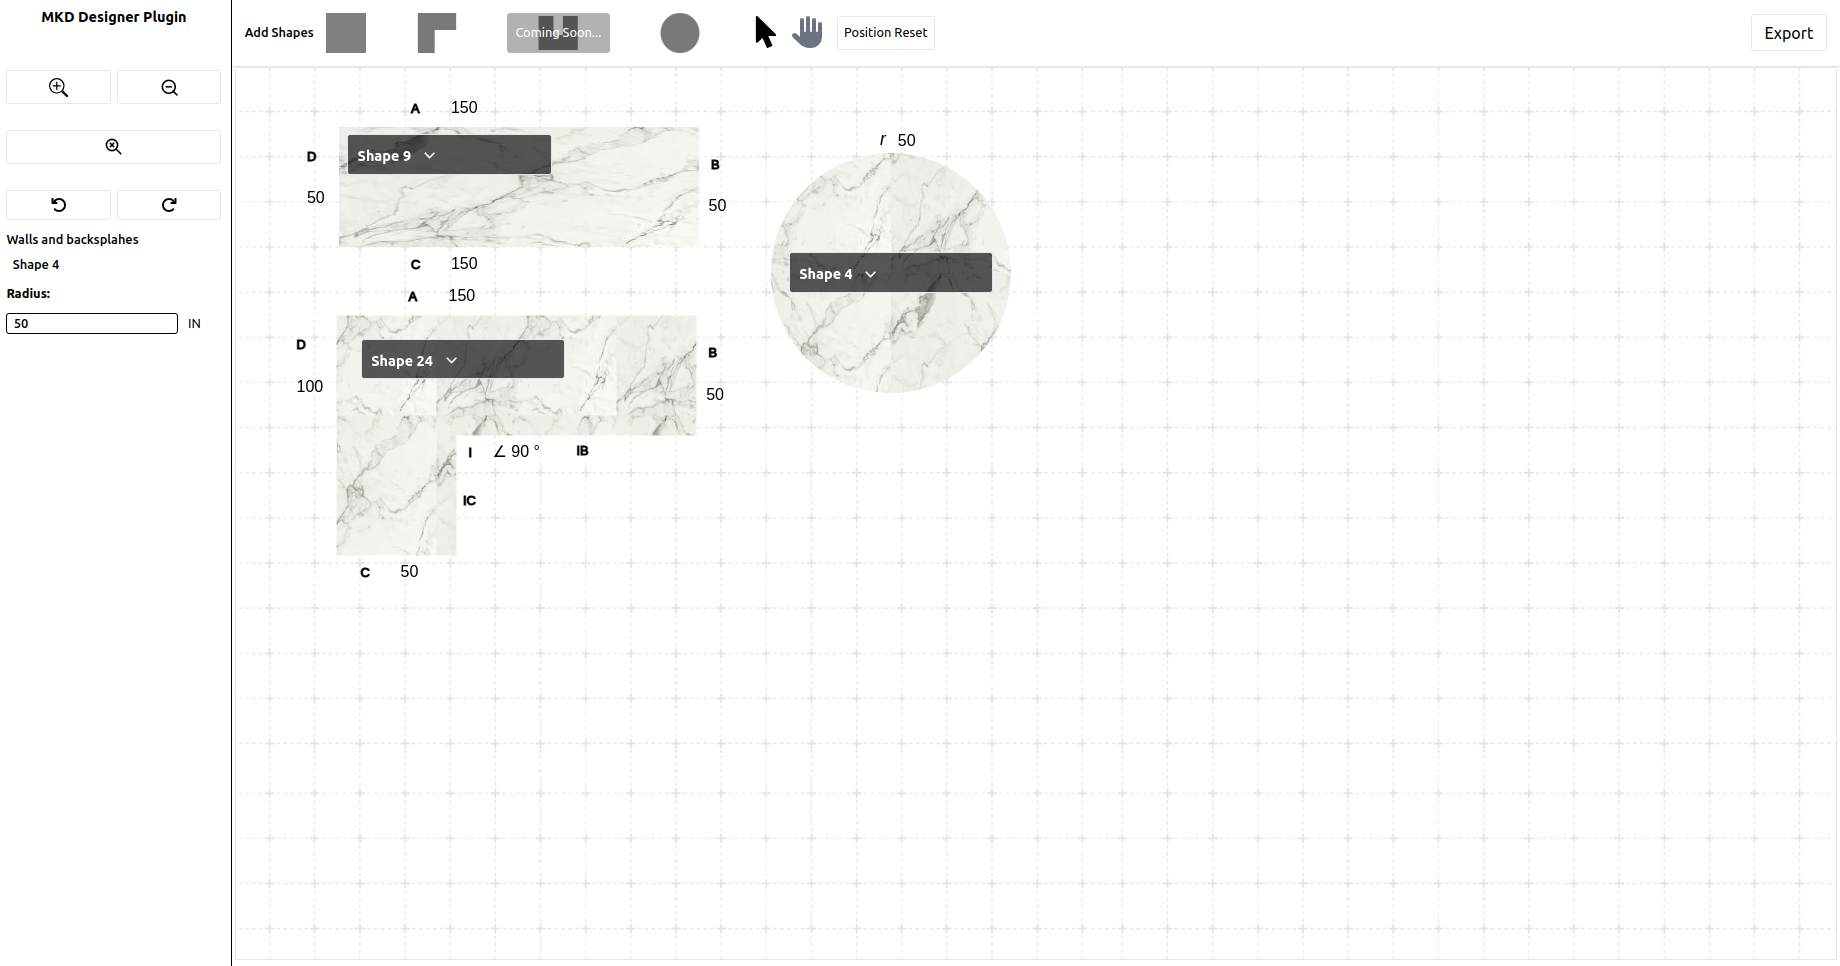 MKD Designer Plugin
Walls and backsplahes
Shape 4
Radius:
50 IN
Add Shapes
Coming Soon...
Position Reset
Export
A 150
Shape 9
D
50
B
50
C 150
r 50
Shape 4
A 150
Shape 24
D
100
B
50
I ∠ 90 ° IB
IC
C 50